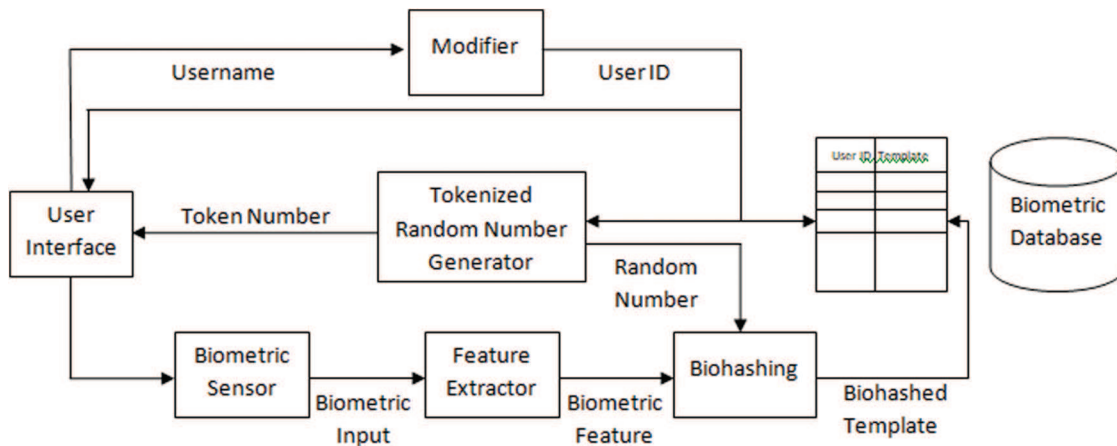 Modifier
Username
User ID
User ID Template
User
Interface
Token Number
Tokenized
Random Number
Generator
Biometric
Database
Random
Number
Biometric
Sensor
Feature
Extractor
Biohashing
Biometric
Input
Biometric
Feature
Biohashed
Template